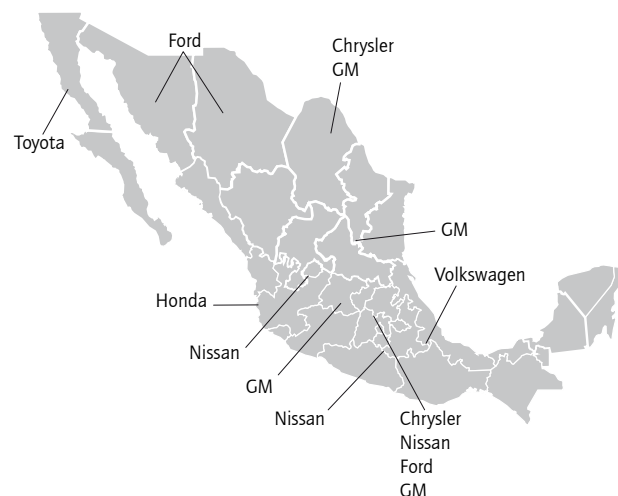 Ford
Chrysler
GM
Toyota
GM
Volkswagen
Honda
Nissan
GM
Nissan
Chrysler
Nissan
Ford
GM